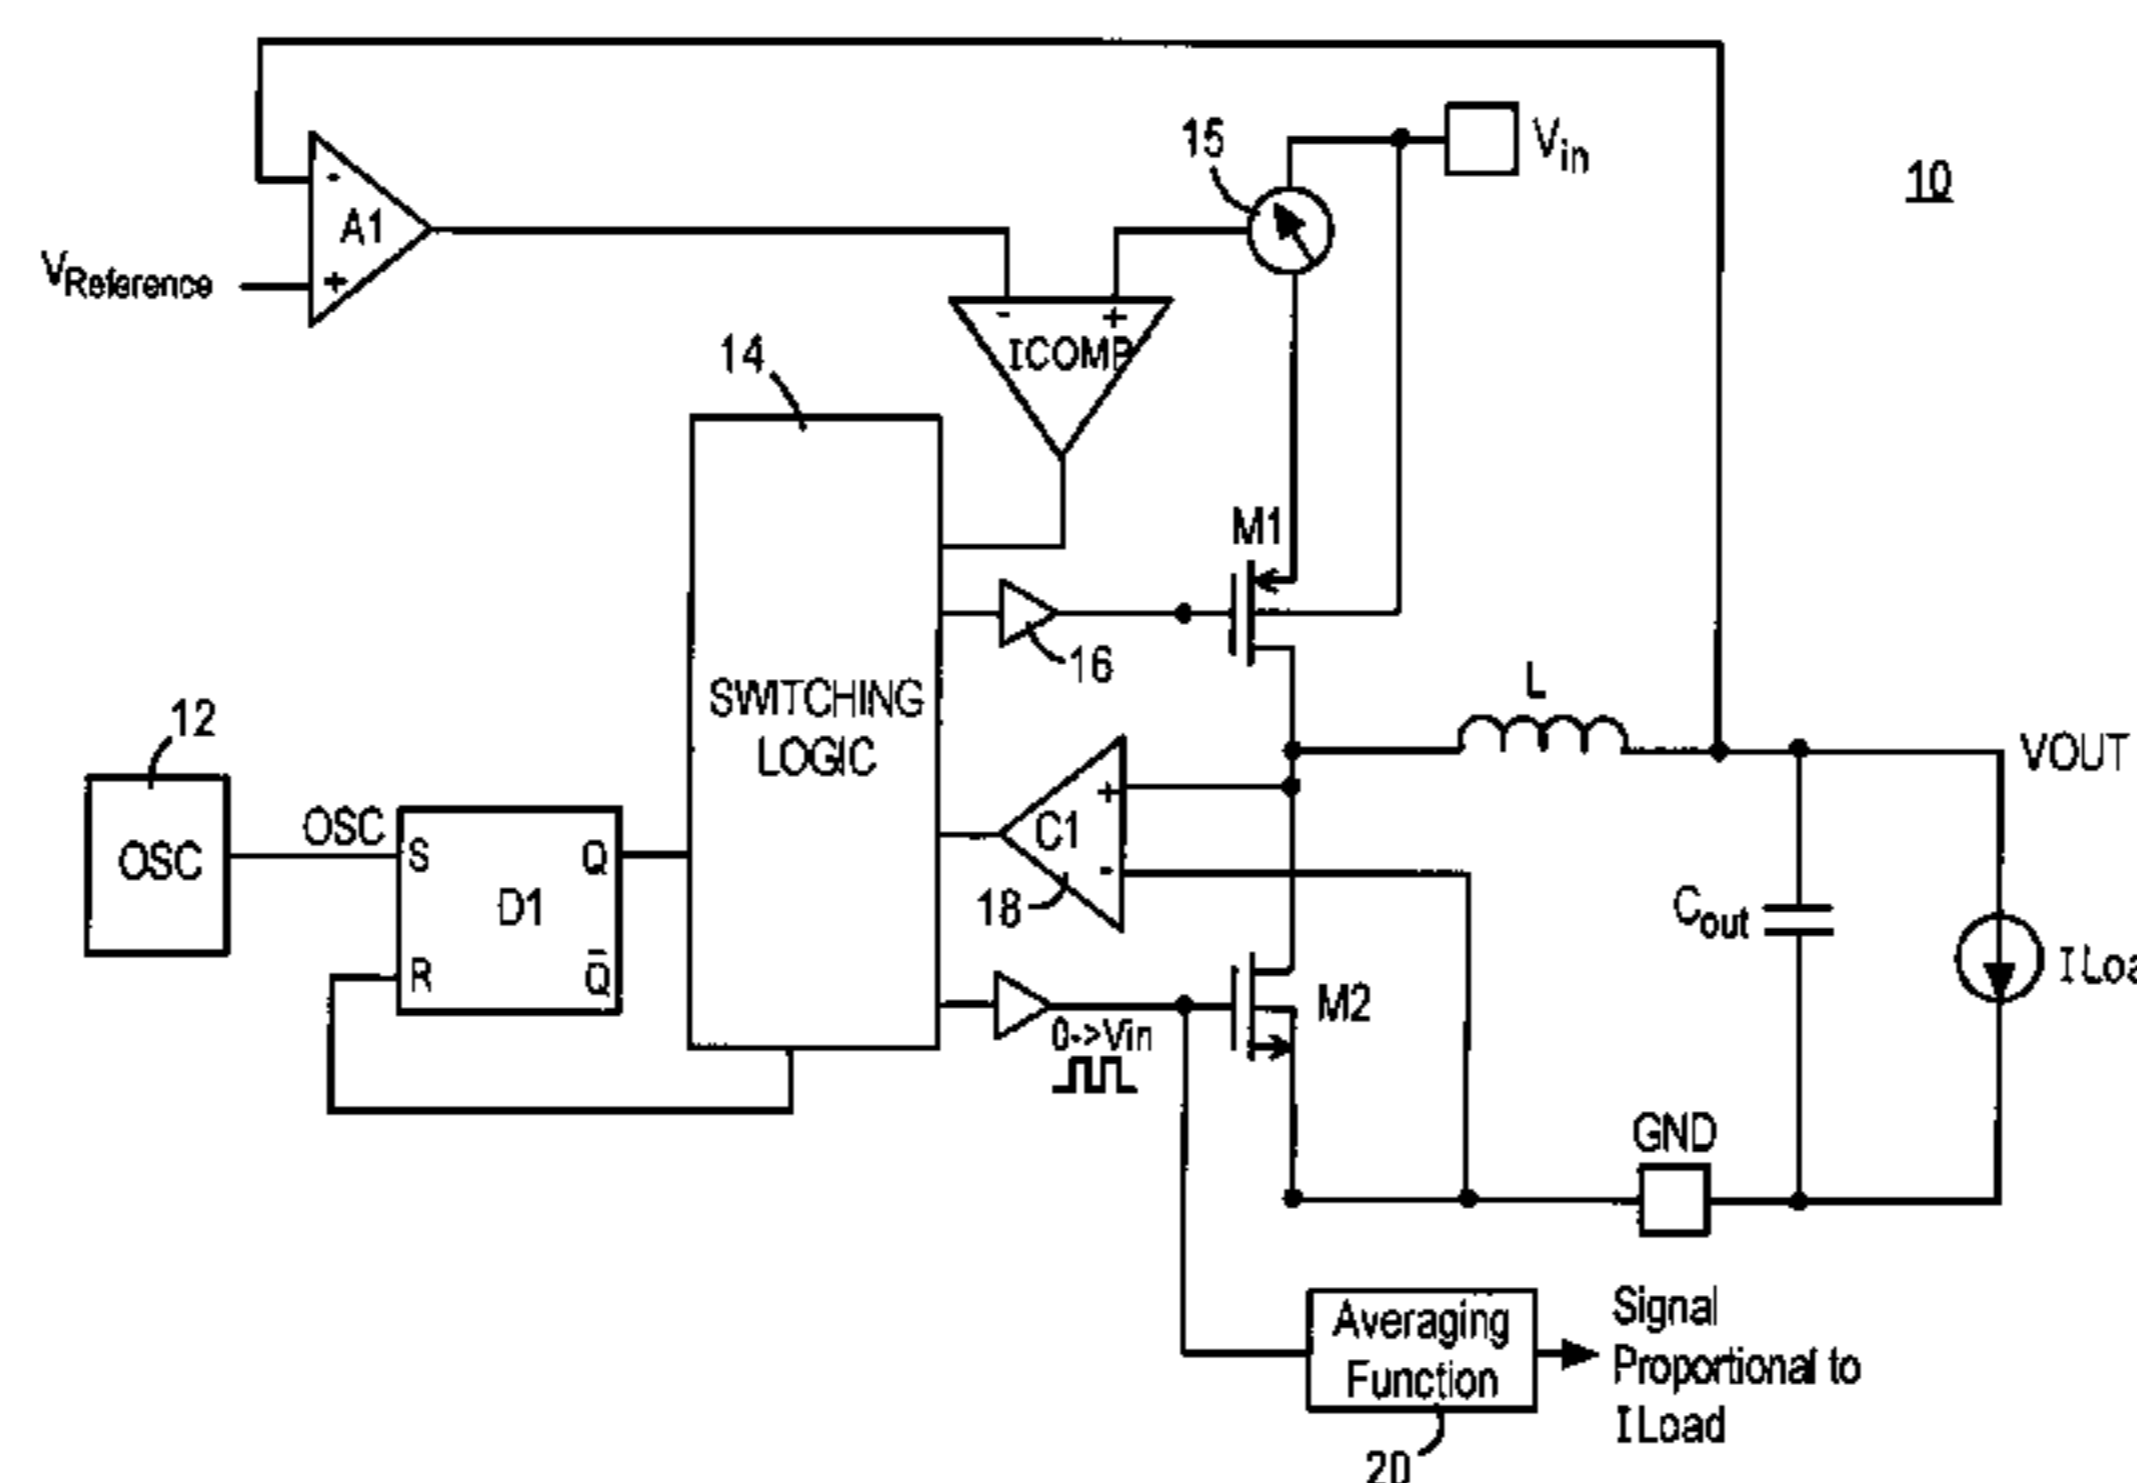 -
A1
+
VReference
15
Vin
10
- +
ICOMP
14
M1
16
SWITCHING
LOGIC
L
VOUT
12
OSC
OSC
S Q
D1
R Q̄
+
C1
-
18
Cout
M2
0->Vin
GND
Averaging
Function
20
Signal
Proportional to
ILoad